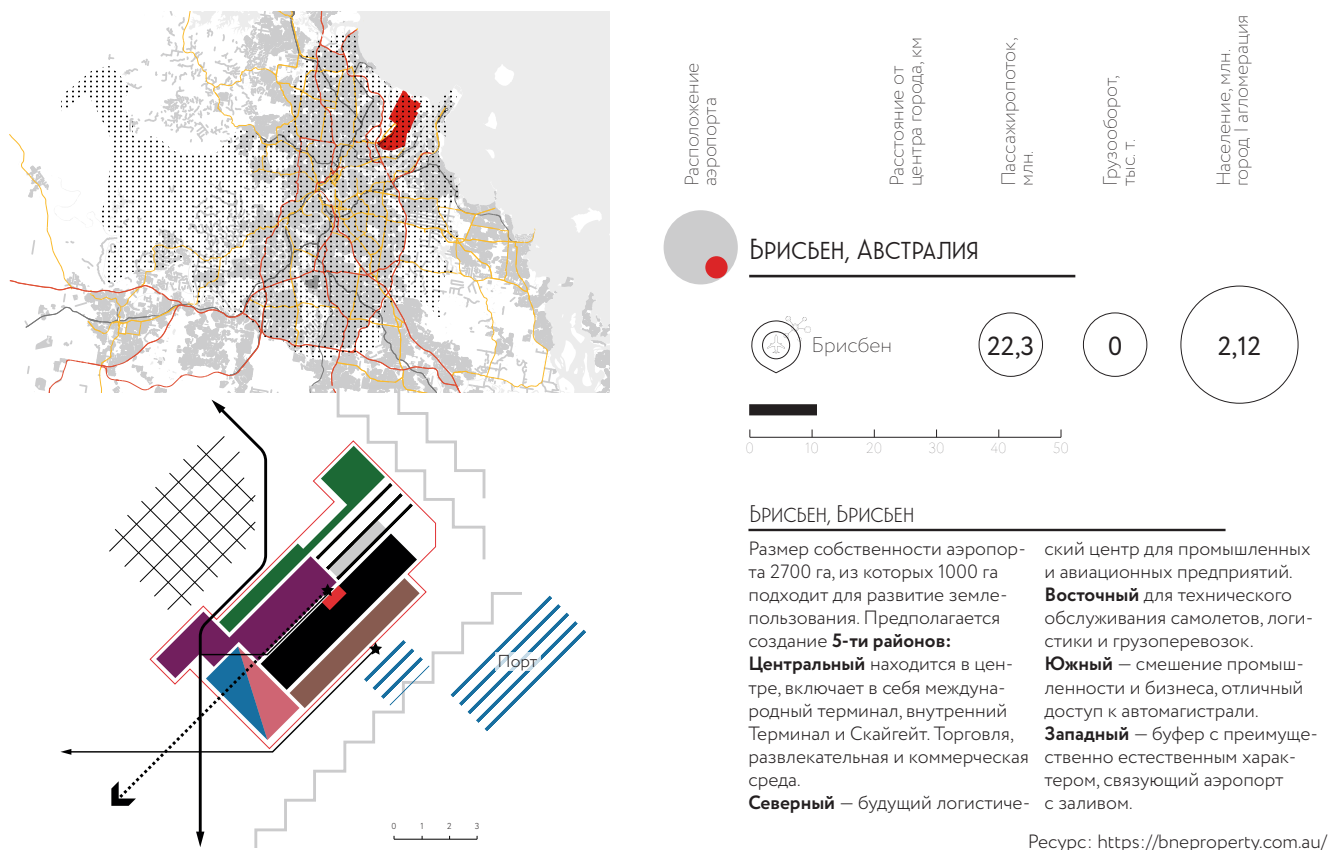 Расположение
аэропорта
Расстояние от
центра города, км
Пассажиропоток,
млн.
Грузооборот,
тыс. т.
Население, млн.
город | агломерация
Брисбен, Австралия
Брисбен
22,3
0
2,12
0 10 20 30 40 50
Порт
0 1 2 3
Брисбен, Брисбен
Размер собственности аэропор-
та 2700 га, из которых 1000 га
подходит для развитие земле-
пользования. Предполагается
создание 5-ти районов:
Центральный находится в цен-
тре, включает в себя междуна-
родный терминал, внутренний
Терминал и Скайгейт. Торговля,
развлекательная и коммерческая
среда.
Северный — будущий логистиче-
ский центр для промышленных
и авиационных предприятий.
Восточный для технического
обслуживания самолетов, логи-
стики и грузоперевозок.
Южный — смешение промыш-
ленности и бизнеса, отличный
доступ к автомагистрали.
Западный — буфер с преимуще-
ственно естественным харак-
тером, связующий аэропорт
с заливом.
Ресурс: https://bneproperty.com.au/